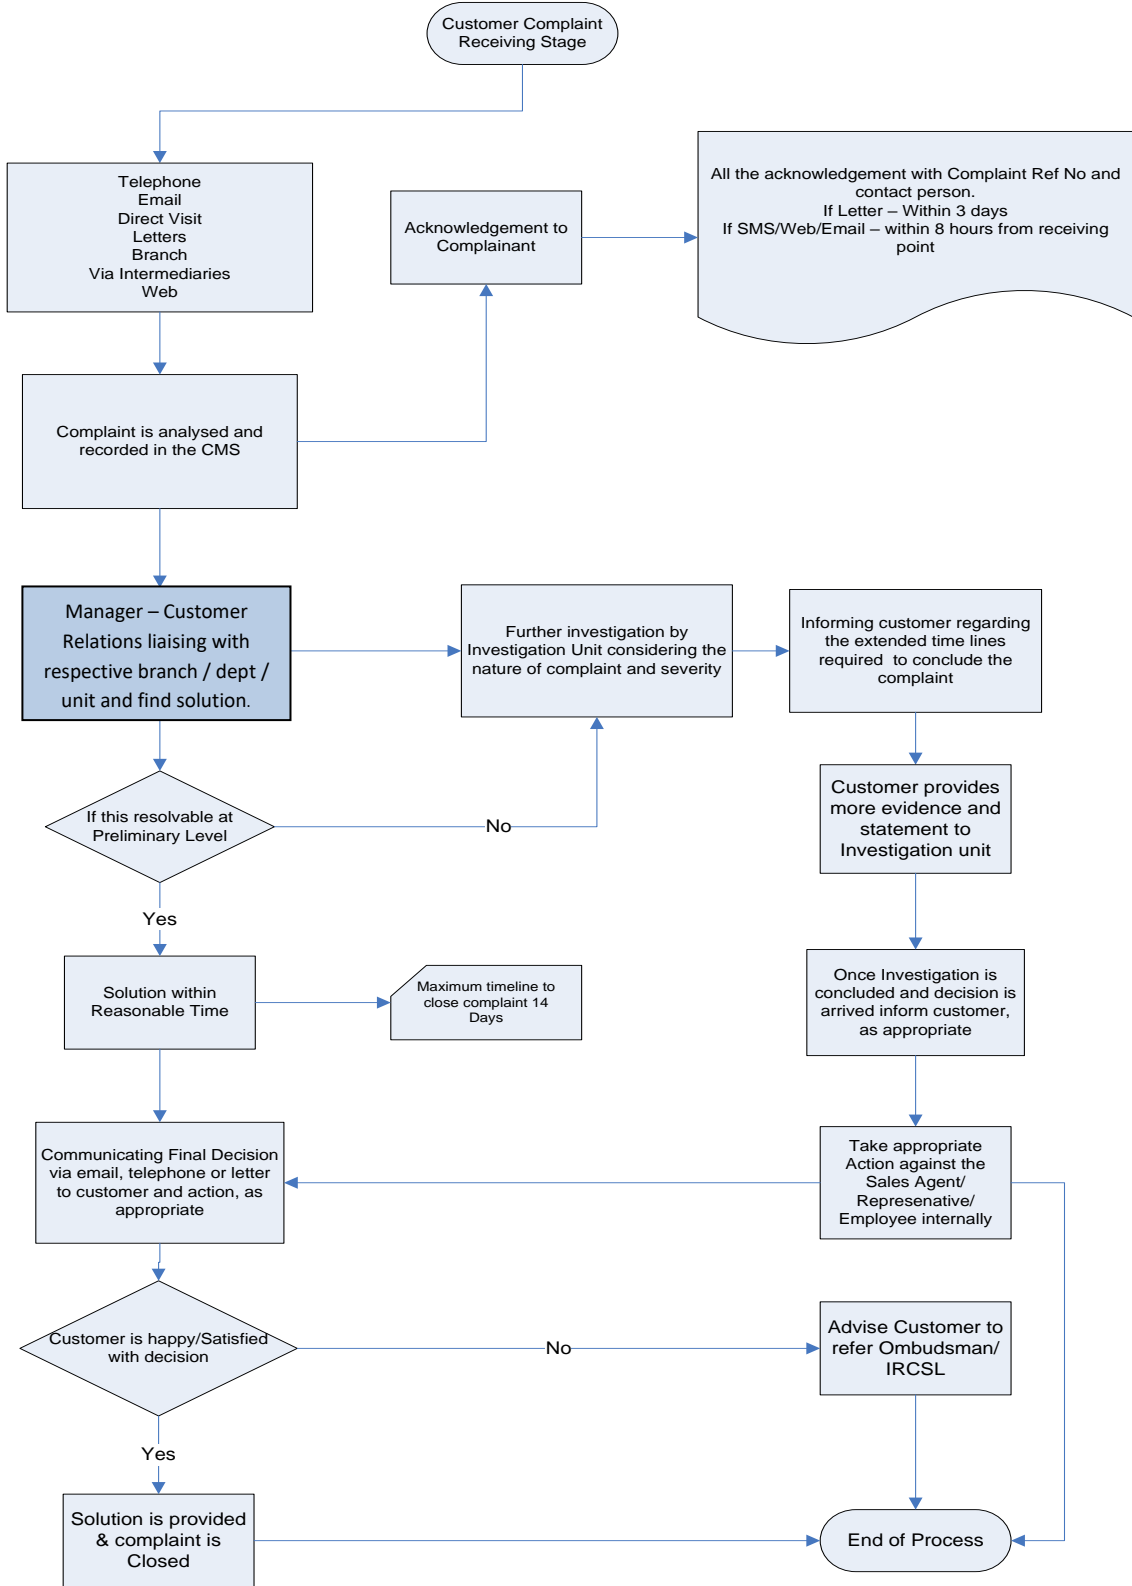 Customer Complaint
Receiving Stage
Telephone
Email
Direct Visit
Letters
Branch
Via Intermediaries
Web
Acknowledgement to
Complainant
All the acknowledgement with Complaint Ref No and
contact person.
If Letter – Within 3 days
If SMS/Web/Email – within 8 hours from receiving
point
Complaint is analysed and
recorded in the CMS
Manager – Customer
Relations liaising with
respective branch / dept /
unit and find solution.
Further investigation by
Investigation Unit considering the
nature of complaint and severity
Informing customer regarding
the extended time lines
required to conclude the
complaint
If this resolvable at
Preliminary Level
No
Customer provides
more evidence and
statement to
Investigation unit
Yes
Solution within
Reasonable Time
Maximum timeline to
close complaint 14
Days
Once Investigation is
concluded and decision is
arrived inform customer,
as appropriate
Communicating Final Decision
via email, telephone or letter
to customer and action, as
appropriate
Take appropriate
Action against the
Sales Agent/
Represenative/
Employee internally
Customer is happy/Satisfied
with decision
No
Advise Customer to
refer Ombudsman/
IRCSL
Yes
Solution is provided
& complaint is
Closed
End of Process